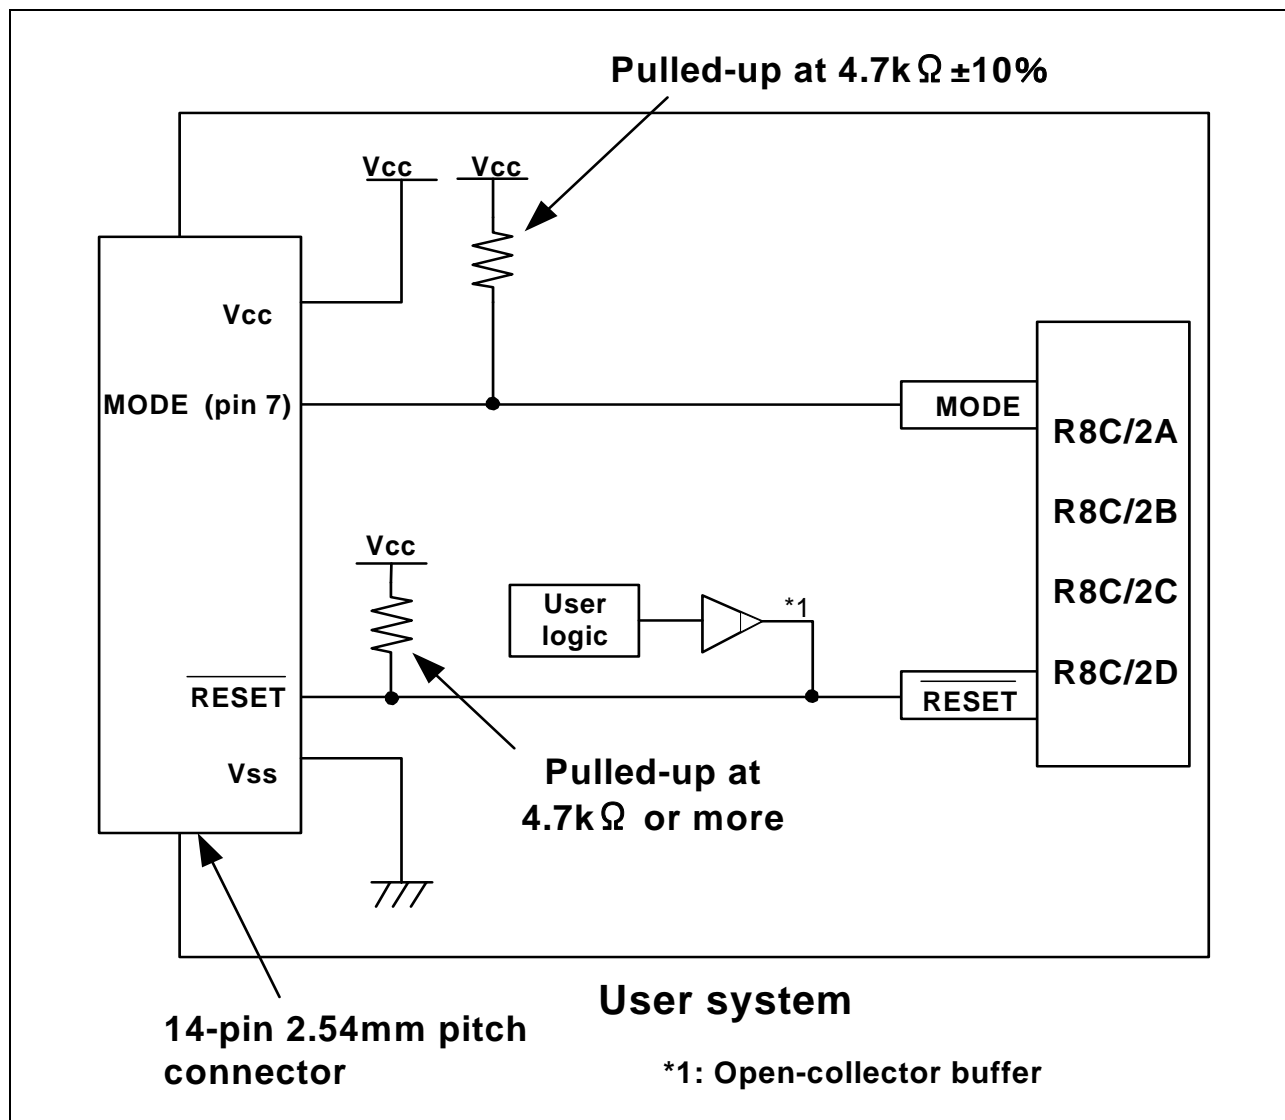 Pulled-up at 4.7kΩ ±10%
Vcc
Vcc
Vcc
MODE (pin 7)
MODE
R8C/2A
R8C/2B
Vcc
User
logic
*1
R8C/2C
R8C/2D
RESET
RESET
Vss
Pulled-up at
4.7kΩ or more
User system
14-pin 2.54mm pitch
connector
*1: Open-collector buffer